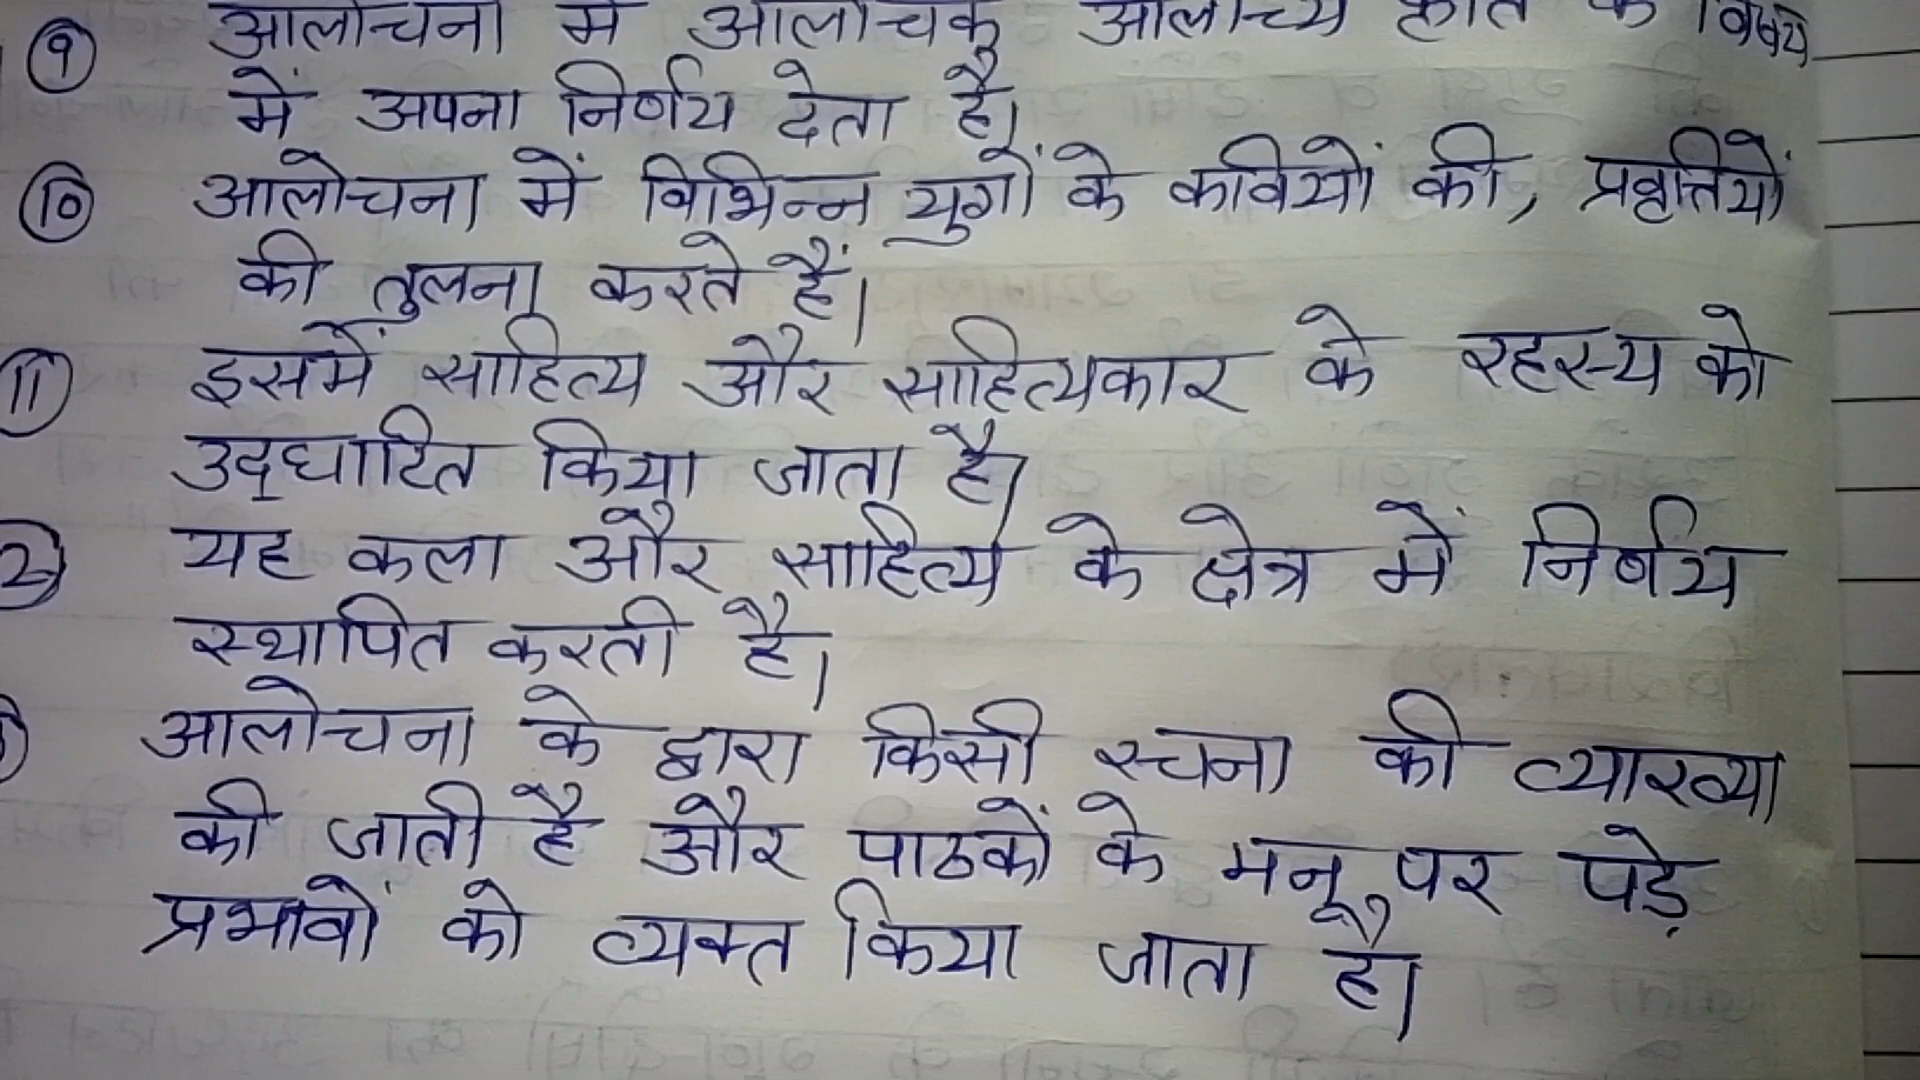 ⑨ आलोचना में आलोचक आलोच्य कृति के विषय
में अपना निर्णय देता है।
⑩ आलोचना में विभिन्न युगों के कवियों की, प्रवृत्तियों
की तुलना करते हैं।
⑪ इसमें साहित्य और साहित्यकार के रहस्य को
उद्घाटित किया जाता है।
2 यह कला और साहित्य के क्षेत्र में निर्णय
स्थापित करती है।
आलोचना के द्वारा किसी रचना की व्याख्या
की जाती है और पाठकों के मन पर पड़े
प्रभावों को व्यक्त किया जाता है।